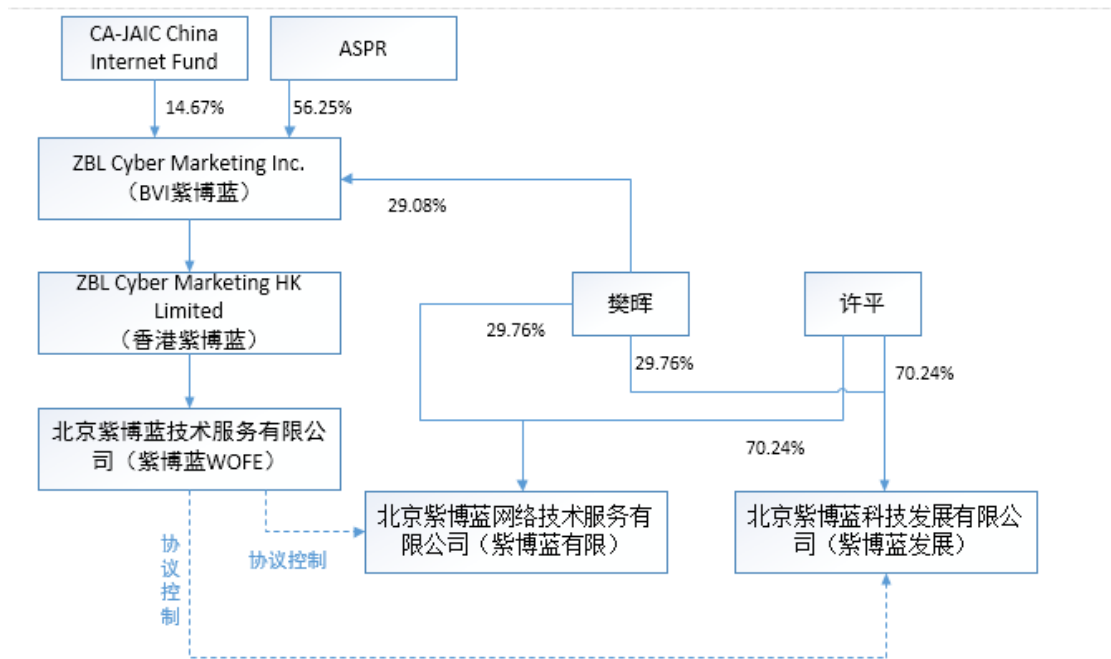 CA-JAIC China
Internet Fund
ASPR
14.67%
56.25%
ZBL Cyber Marketing Inc.
（BVI紫博蓝）
29.08%
ZBL Cyber Marketing HK
Limited
（香港紫博蓝）
樊晖
许平
29.76%
29.76%
70.24%
北京紫博蓝技术服务有限公
司（紫博蓝WOFE）
70.24%
北京紫博蓝网络技术服务有
限公司（紫博蓝有限）
北京紫博蓝科技发展有限公
司（紫博蓝发展）
协
议
控
制
协议控制